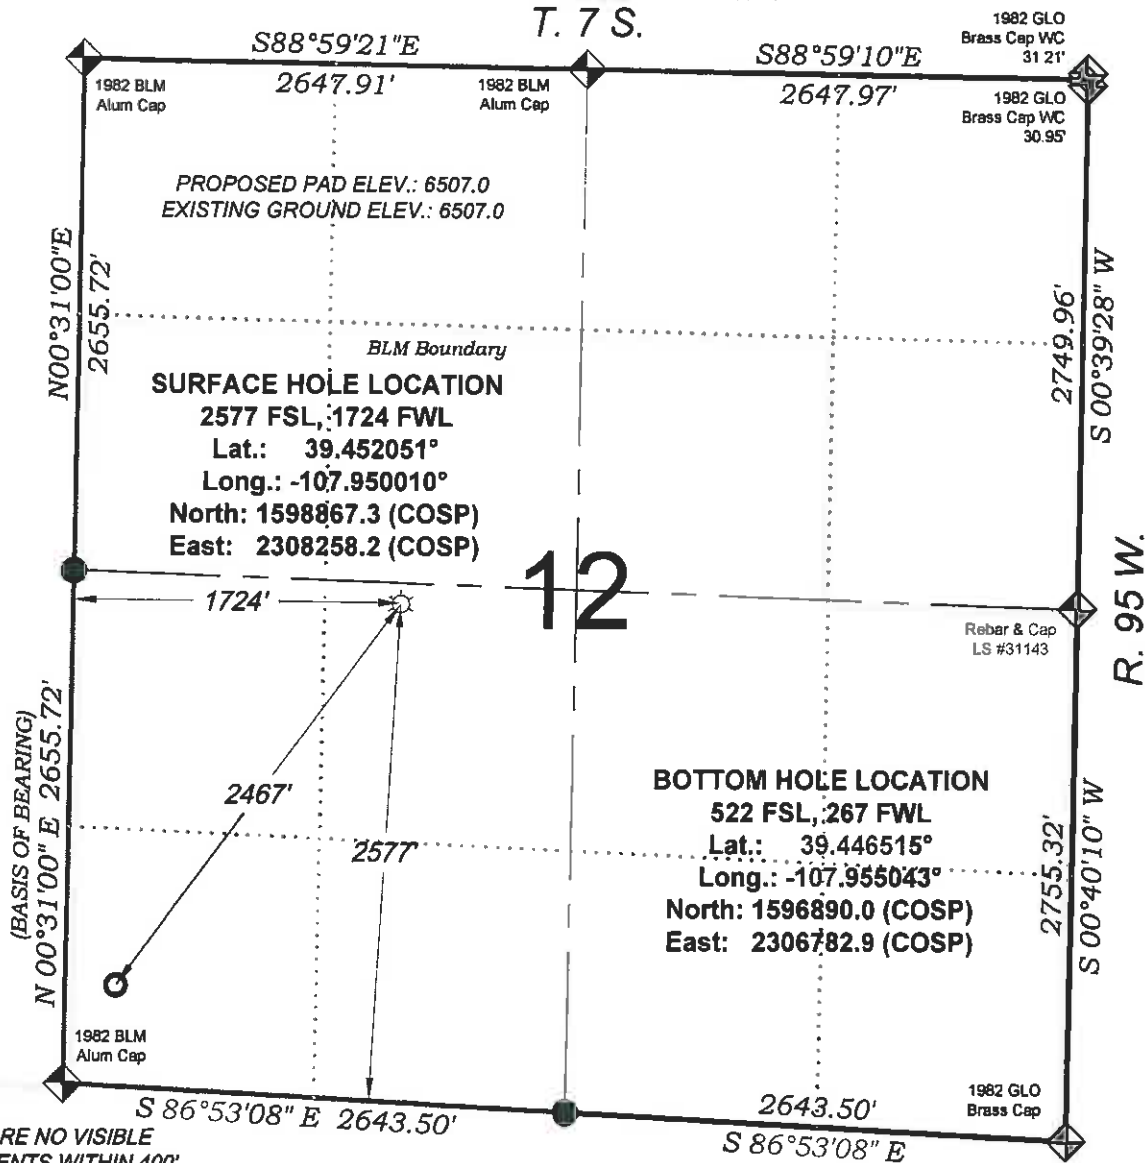 T. 7 S.
1982 GLO
Brass Cap WC
31 21'
S88°59'21"E
S88°59'10"E
2647.91'
2647.97'
1982 BLM
Alum Cap
1982 BLM
Alum Cap
1982 GLO
Brass Cap WC
30.95'
PROPOSED PAD ELEV.: 6507.0
EXISTING GROUND ELEV.: 6507.0
N00°31'00"E
2655.72'
2749.96'
S 00°39'28" W
BLM Boundary
SURFACE HOLE LOCATION
2577 FSL, 1724 FWL
Lat.: 39.452051°
Long.: -107.950010°
North: 1598867.3 (COSP)
East: 2308258.2 (COSP)
12
R. 95 W.
1724'
Rebar & Cap
LS #31143
(BASIS OF BEARING)
N 00°31'00" E 2655.72'
2467'
2577'
BOTTOM HOLE LOCATION
522 FSL, 267 FWL
Lat.: 39.446515°
Long.: -107.955043°
North: 1596890.0 (COSP)
East: 2306782.9 (COSP)
2755.32'
S 00°40'10" W
1982 BLM
Alum Cap
1982 GLO
Brass Cap
S 86°53'08" E 2643.50'
2643.50'
S 86°53'08" E
RE NO VISIBLE
ENTS WITHIN 400'